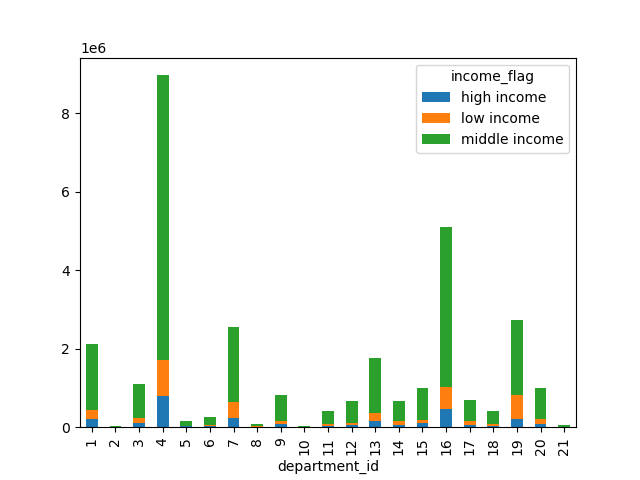 1e6
income_flag
high income
low income
middle income
8
6
4
2
0
1 2 3 4 5 6 7 8 9 10 11 12 13 14 15 16 17 18 19 20 21
department_id